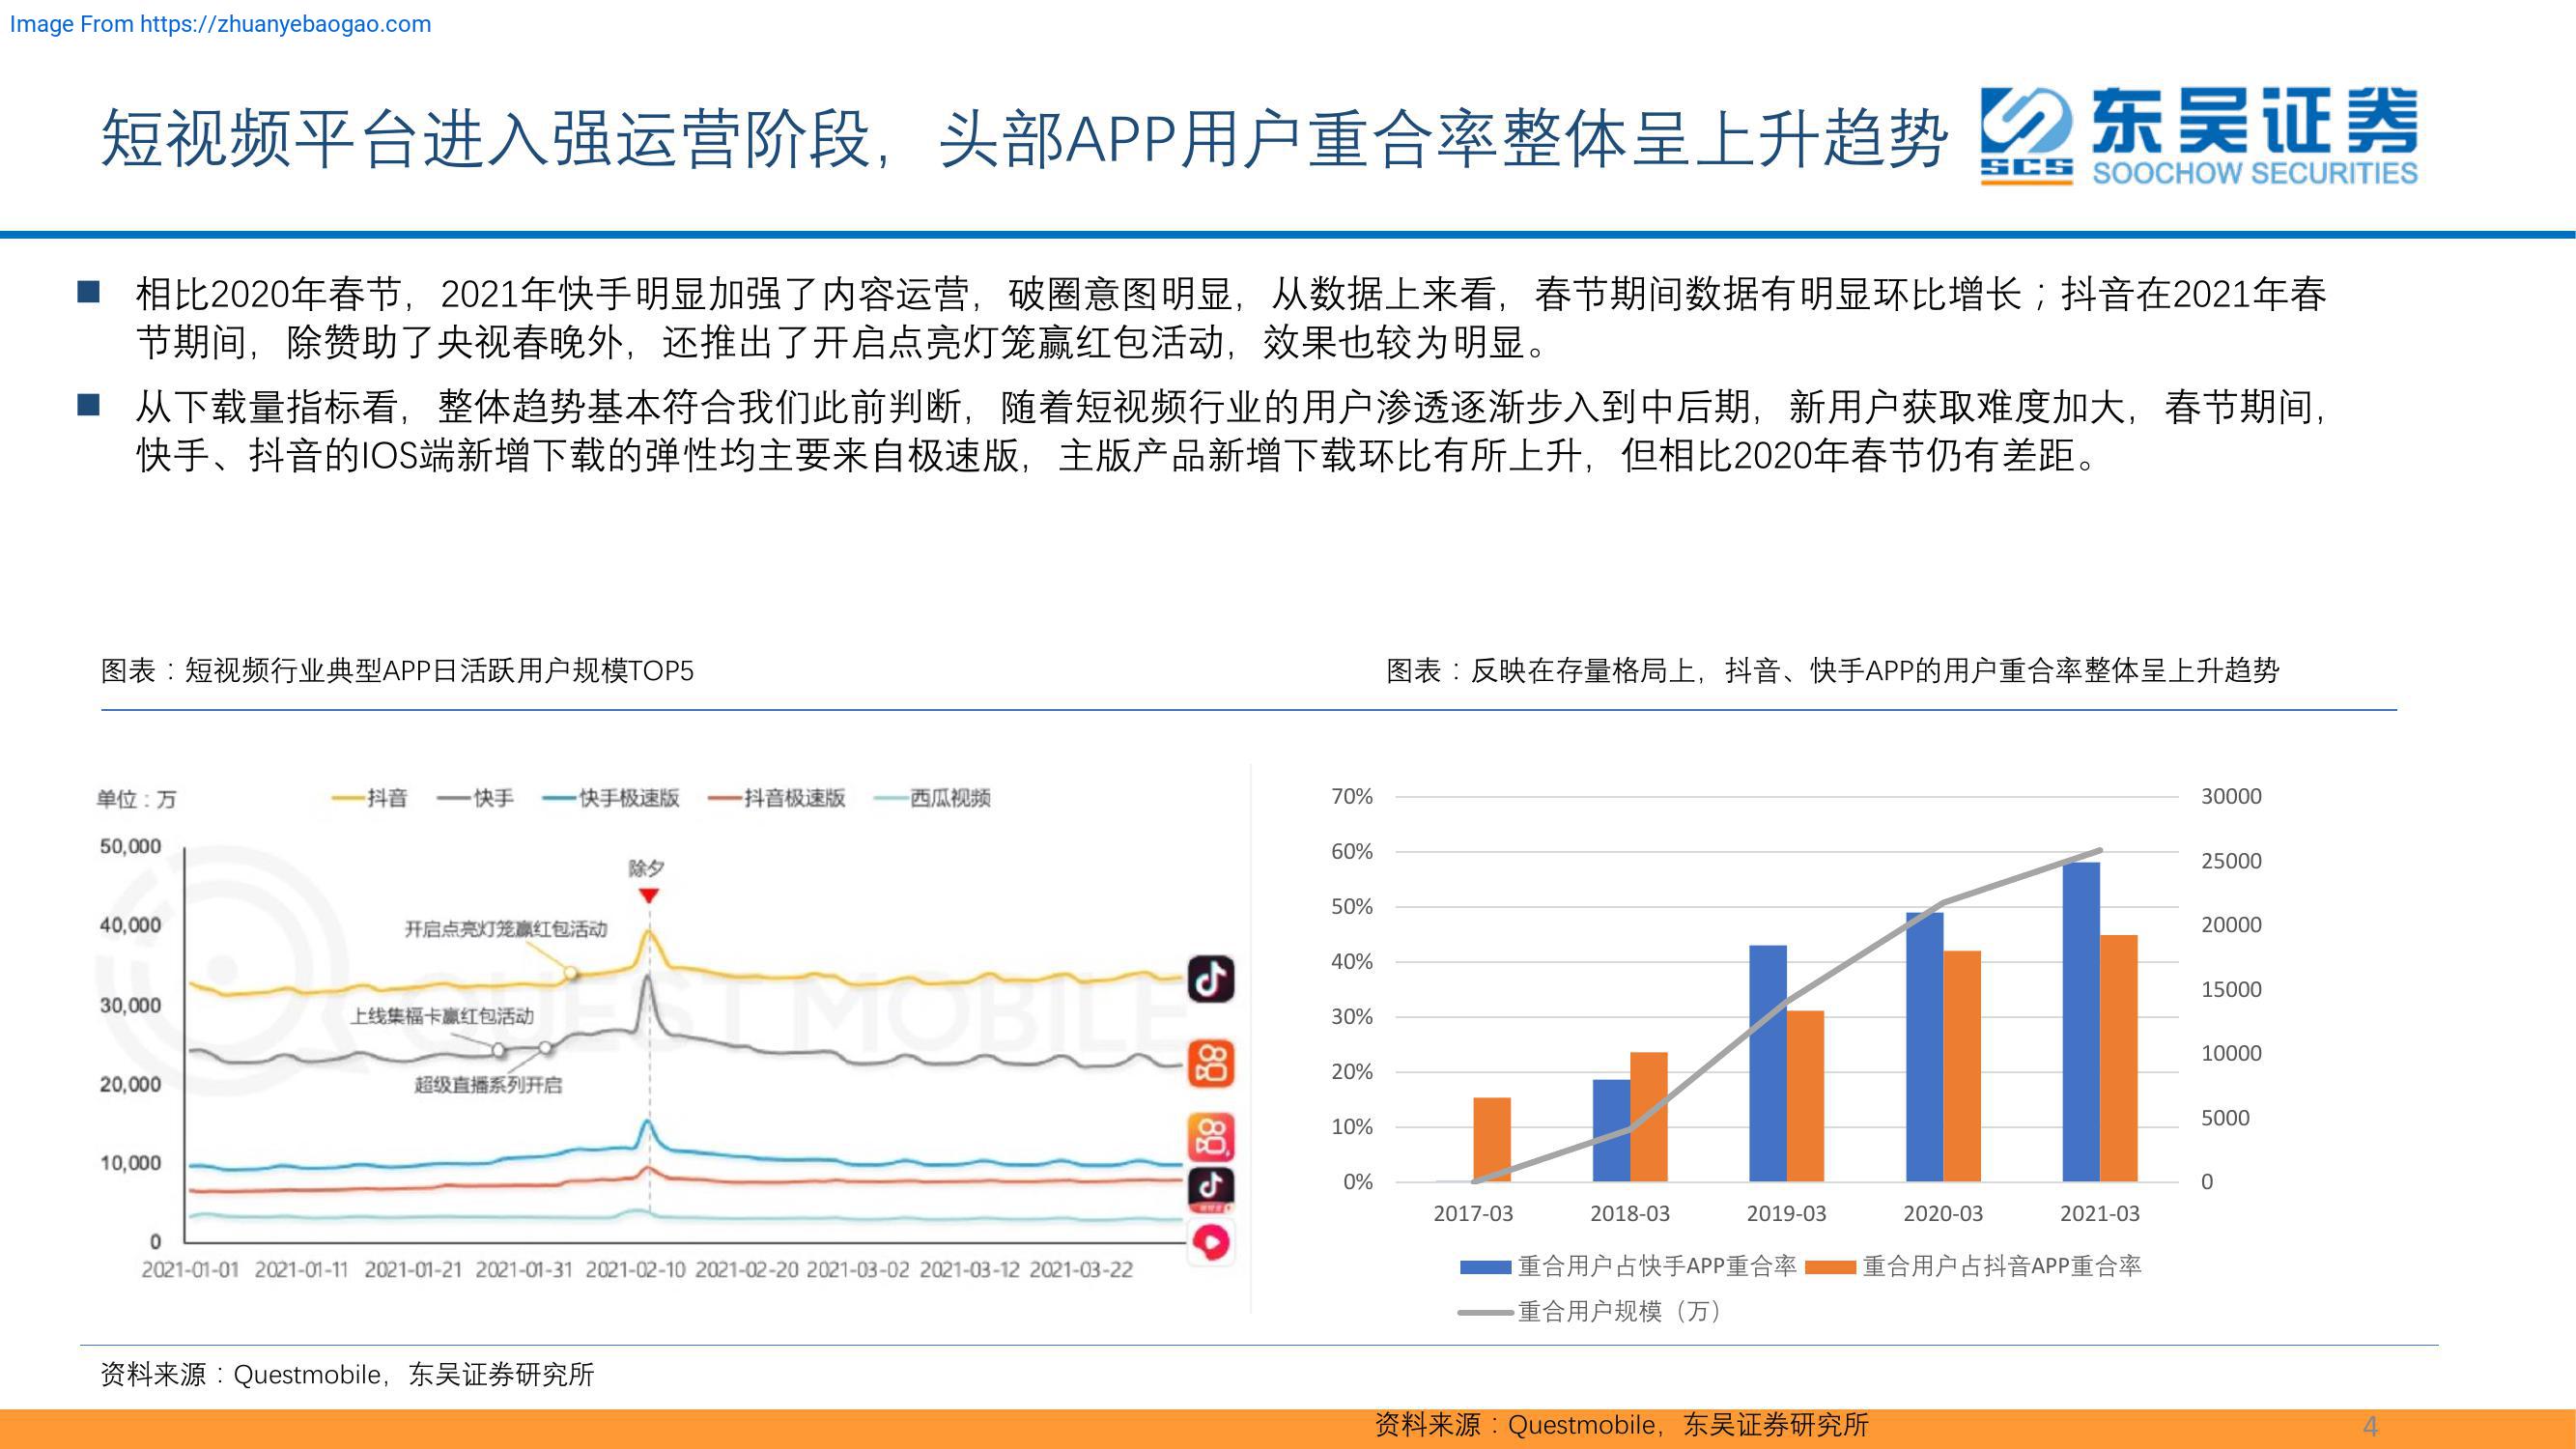 Image From https://zhuanyebaogao.com
短视频平台进入强运营阶段，头部APP用户重合率整体呈上升趋势
SCS
东吴证券
SOOCHOW SECURITIES
■ 相比2020年春节，2021年快手明显加强了内容运营，破圈意图明显，从数据上来看，春节期间数据有明显环比增长；抖音在2021年春
节期间，除赞助了央视春晚外，还推出了开启点亮灯笼赢红包活动，效果也较为明显。
■ 从下载量指标看，整体趋势基本符合我们此前判断，随着短视频行业的用户渗透逐渐步入到中后期，新用户获取难度加大，春节期间，
快手、抖音的IOS端新增下载的弹性均主要来自极速版，主版产品新增下载环比有所上升，但相比2020年春节仍有差距。
图表：短视频行业典型APP日活跃用户规模TOP5
单位：万
抖音 快手 快手极速版 抖音极速版 西瓜视频
50,000
40,000
30,000
20,000
10,000
0
除夕
开启点亮灯笼赢红包活动
上线集福卡赢红包活动
超级直播系列开启
QUEST MOBILE
2021-01-01 2021-01-11 2021-01-21 2021-01-31 2021-02-10 2021-02-20 2021-03-02 2021-03-12 2021-03-22
图表：反映在存量格局上，抖音、快手APP的用户重合率整体呈上升趋势
70%
60%
50%
40%
30%
20%
10%
0%
30000
25000
20000
15000
10000
5000
0
2017-03 2018-03 2019-03 2020-03 2021-03
重合用户占快手APP重合率 重合用户占抖音APP重合率
重合用户规模（万）
资料来源：Questmobile，东吴证券研究所
资料来源：Questmobile，东吴证券研究所
4